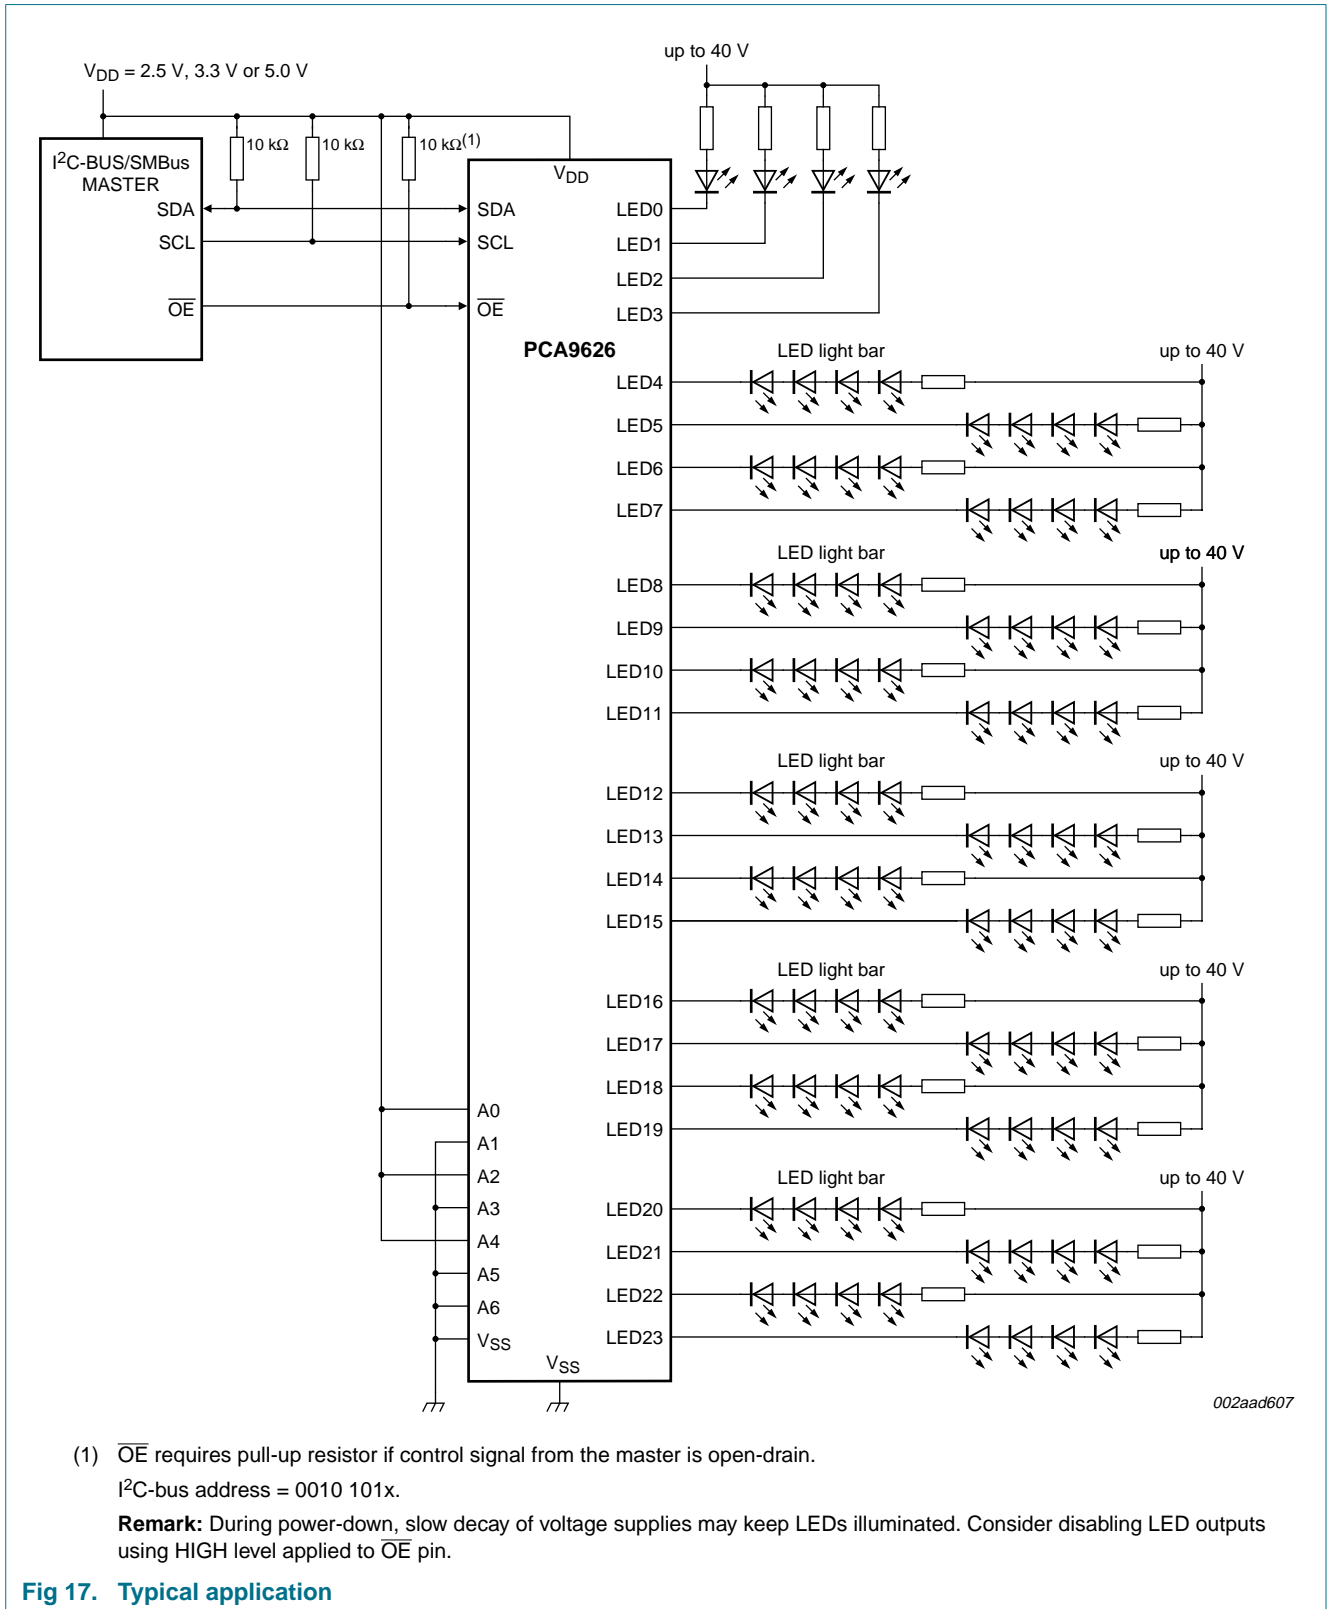 up to 40 V
VDD = 2.5 V, 3.3 V or 5.0 V
10 kΩ
10 kΩ
10 kΩ(1)
I2C-BUS/SMBus
MASTER
SDA
SCL
OE
VDD
SDA
SCL
OE
PCA9626
LED0
LED1
LED2
LED3
LED light bar
up to 40 V
LED4
LED5
LED6
LED7
LED light bar
up to 40 V
LED8
LED9
LED10
LED11
LED light bar
up to 40 V
LED12
LED13
LED14
LED15
LED light bar
up to 40 V
LED16
LED17
LED18
LED19
LED light bar
up to 40 V
LED20
LED21
LED22
LED23
A0
A1
A2
A3
A4
A5
A6
VSS
VSS
002aad607
(1) OE requires pull-up resistor if control signal from the master is open-drain.
I2C-bus address = 0010 101x.
Remark: During power-down, slow decay of voltage supplies may keep LEDs illuminated. Consider disabling LED outputs
using HIGH level applied to OE pin.
Fig 17. Typical application